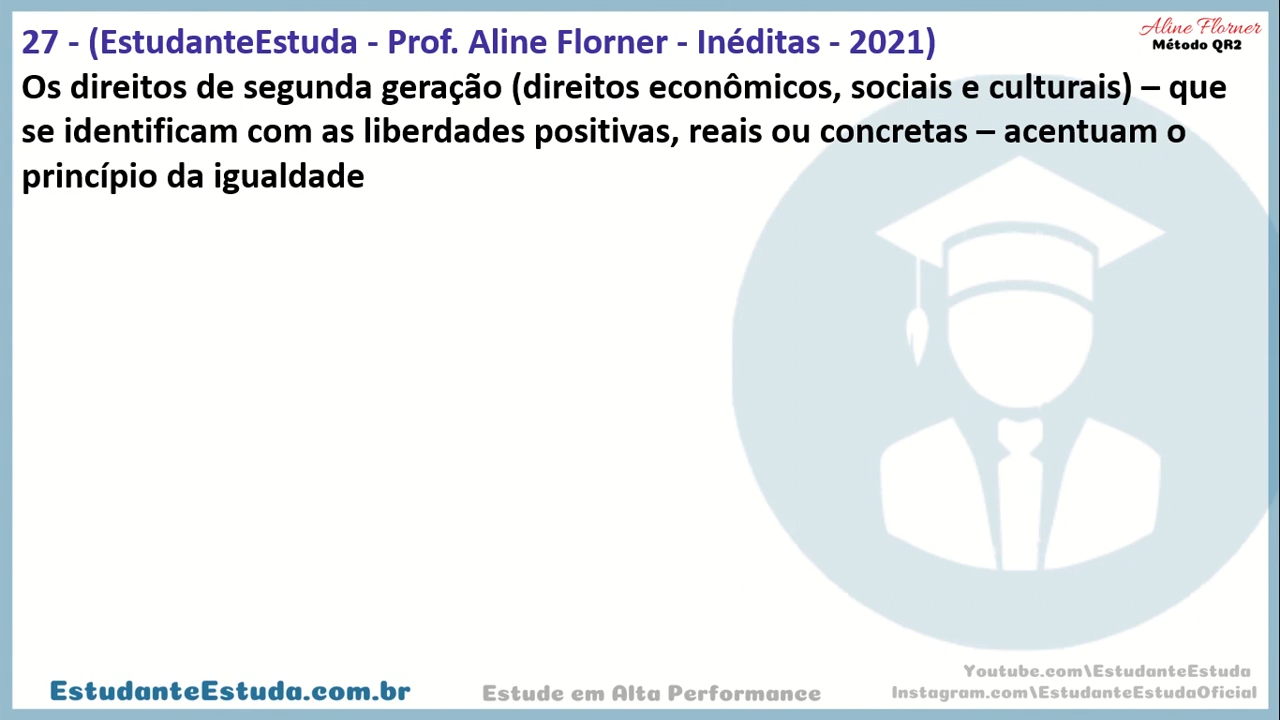 27 - (EstudanteEstuda - Prof. Aline Florner - Inéditas - 2021)
Aline Florner
Método QR2
Os direitos de segunda geração (direitos econômicos, sociais e culturais) – que
se identificam com as liberdades positivas, reais ou concretas – acentuam o
princípio da igualdade
Youtube.com\EstudanteEstuda
EstudanteEstuda.com.br
Estude em Alta Performance
Instagram.com\EstudanteEstudaOficial